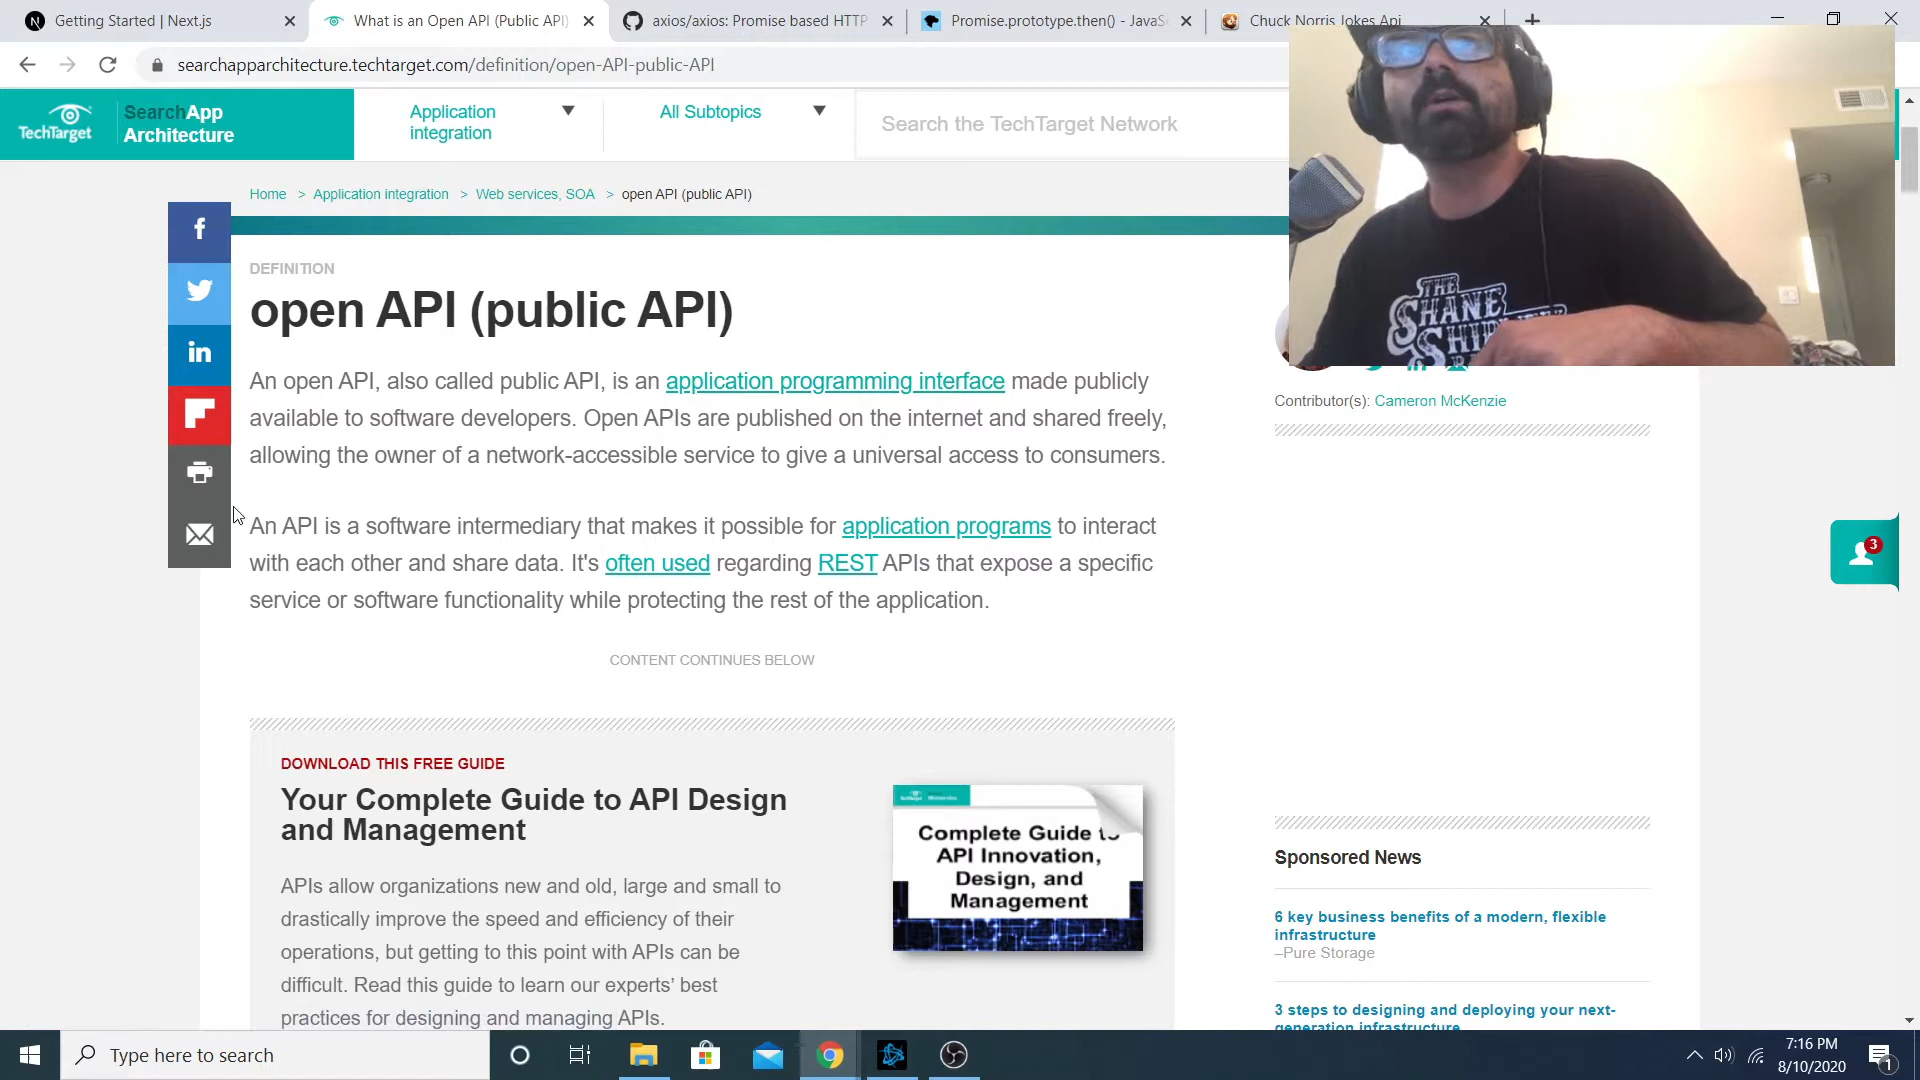 Getting Started | Next.js
What is an Open API (Public API)
axios/axios: Promise based HTTP
Promise.prototype.then() - JavaSc
Chuck Norris Jokes Api
searchapparchitecture.techtarget.com/definition/open-API-public-API
TechTarget
SearchApp
Architecture
Application
integration
All Subtopics
Search the TechTarget Network
Home > Application integration > Web services, SOA > open API (public API)
DEFINITION
open API (public API)
An open API, also called public API, is an application programming interface made publicly
available to software developers. Open APIs are published on the internet and shared freely,
allowing the owner of a network-accessible service to give a universal access to consumers.
An API is a software intermediary that makes it possible for application programs to interact
with each other and share data. It's often used regarding REST APIs that expose a specific
service or software functionality while protecting the rest of the application.
CONTENT CONTINUES BELOW
DOWNLOAD THIS FREE GUIDE
Your Complete Guide to API Design
and Management
APIs allow organizations new and old, large and small to
drastically improve the speed and efficiency of their
operations, but getting to this point with APIs can be
difficult. Read this guide to learn our experts' best
practices for designing and managing APIs.
Complete Guide to
API Innovation,
Design, and
Management
THE
SHANE
Contributor(s): Cameron McKenzie
3
Sponsored News
6 key business benefits of a modern, flexible
infrastructure
–Pure Storage
3 steps to designing and deploying your next-
generation infrastructure
Type here to search
7:16 PM
8/10/2020
1